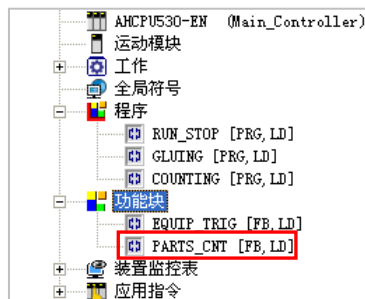 AHCPU530-EN (Main_Controller)
运动模块
工作
全局符号
程序
RUN_STOP [PRG,LD]
GLUING [PRG,LD]
COUNTING [PRG,LD]
功能块
EQUIP_TRIG [FB,LD]
PARTS_CNT [FB,LD]
装置监控表
应用指令